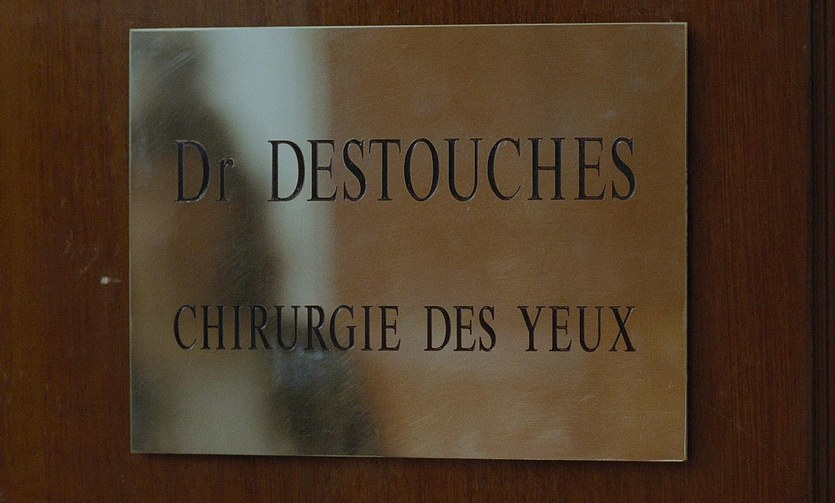 Dr DESTOUCHES
CHIRURGIE DES YEUX